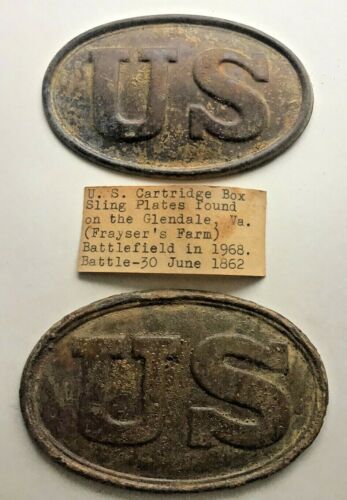 US
U. S. Cartridge Box
Sling Plates found
on the Glendale, Va.
(Frayser's Farm)
Battlefield in 1968.
Battle-30 June 1862
US